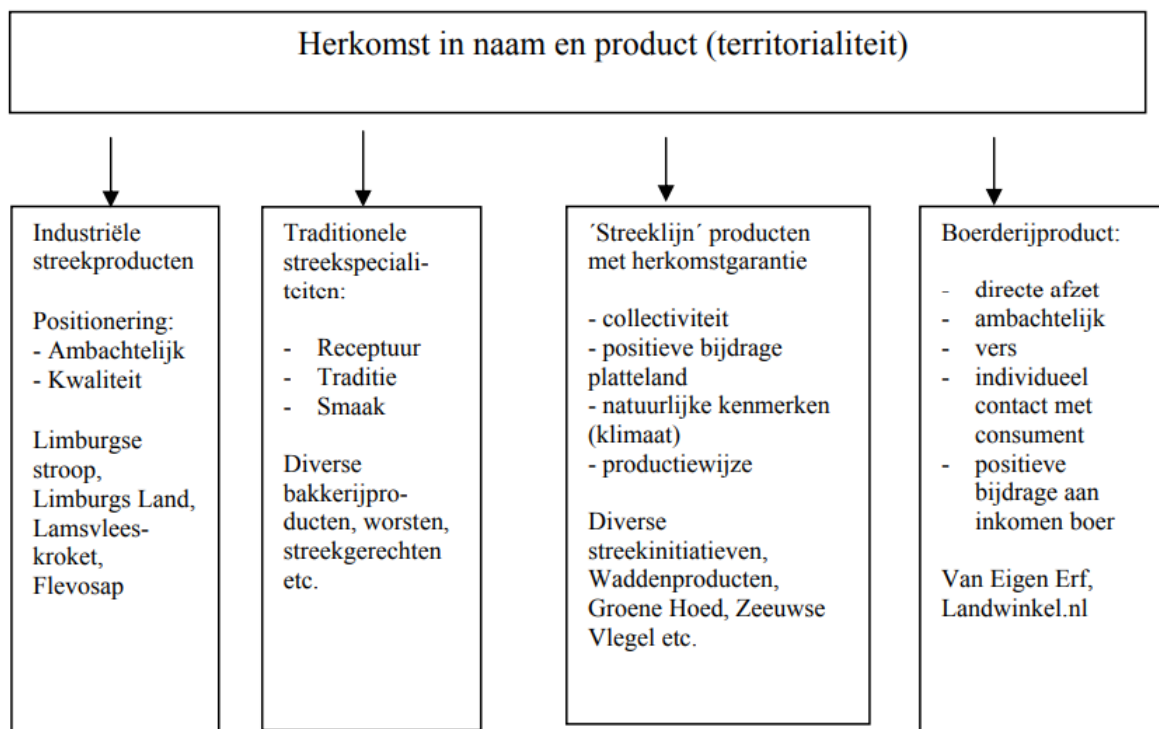 Herkomst in naam en product (territorialiteit)
Industriële
streekproducten
Positionering:
- Ambachtelijk
- Kwaliteit
Limburgse
stroop,
Limburgs Land,
Lamsvlees-
kroket,
Flevosap
Traditionele
streekspeciali-
teiten:
- Receptuur
- Traditie
- Smaak
Diverse
bakkerijpro-
ducten, worsten,
streekgerechten
etc.
´Streeklijn´ producten
met herkomstgarantie
- collectiviteit
- positieve bijdrage
platteland
- natuurlijke kenmerken
(klimaat)
- productiewijze
Diverse
streekinitiatieven,
Waddenproducten,
Groene Hoed, Zeeuwse
Vlegel etc.
Boerderijproduct:
- directe afzet
- ambachtelijk
- vers
- individueel
contact met
consument
- positieve
bijdrage aan
inkomen boer
Van Eigen Erf,
Landwinkel.nl